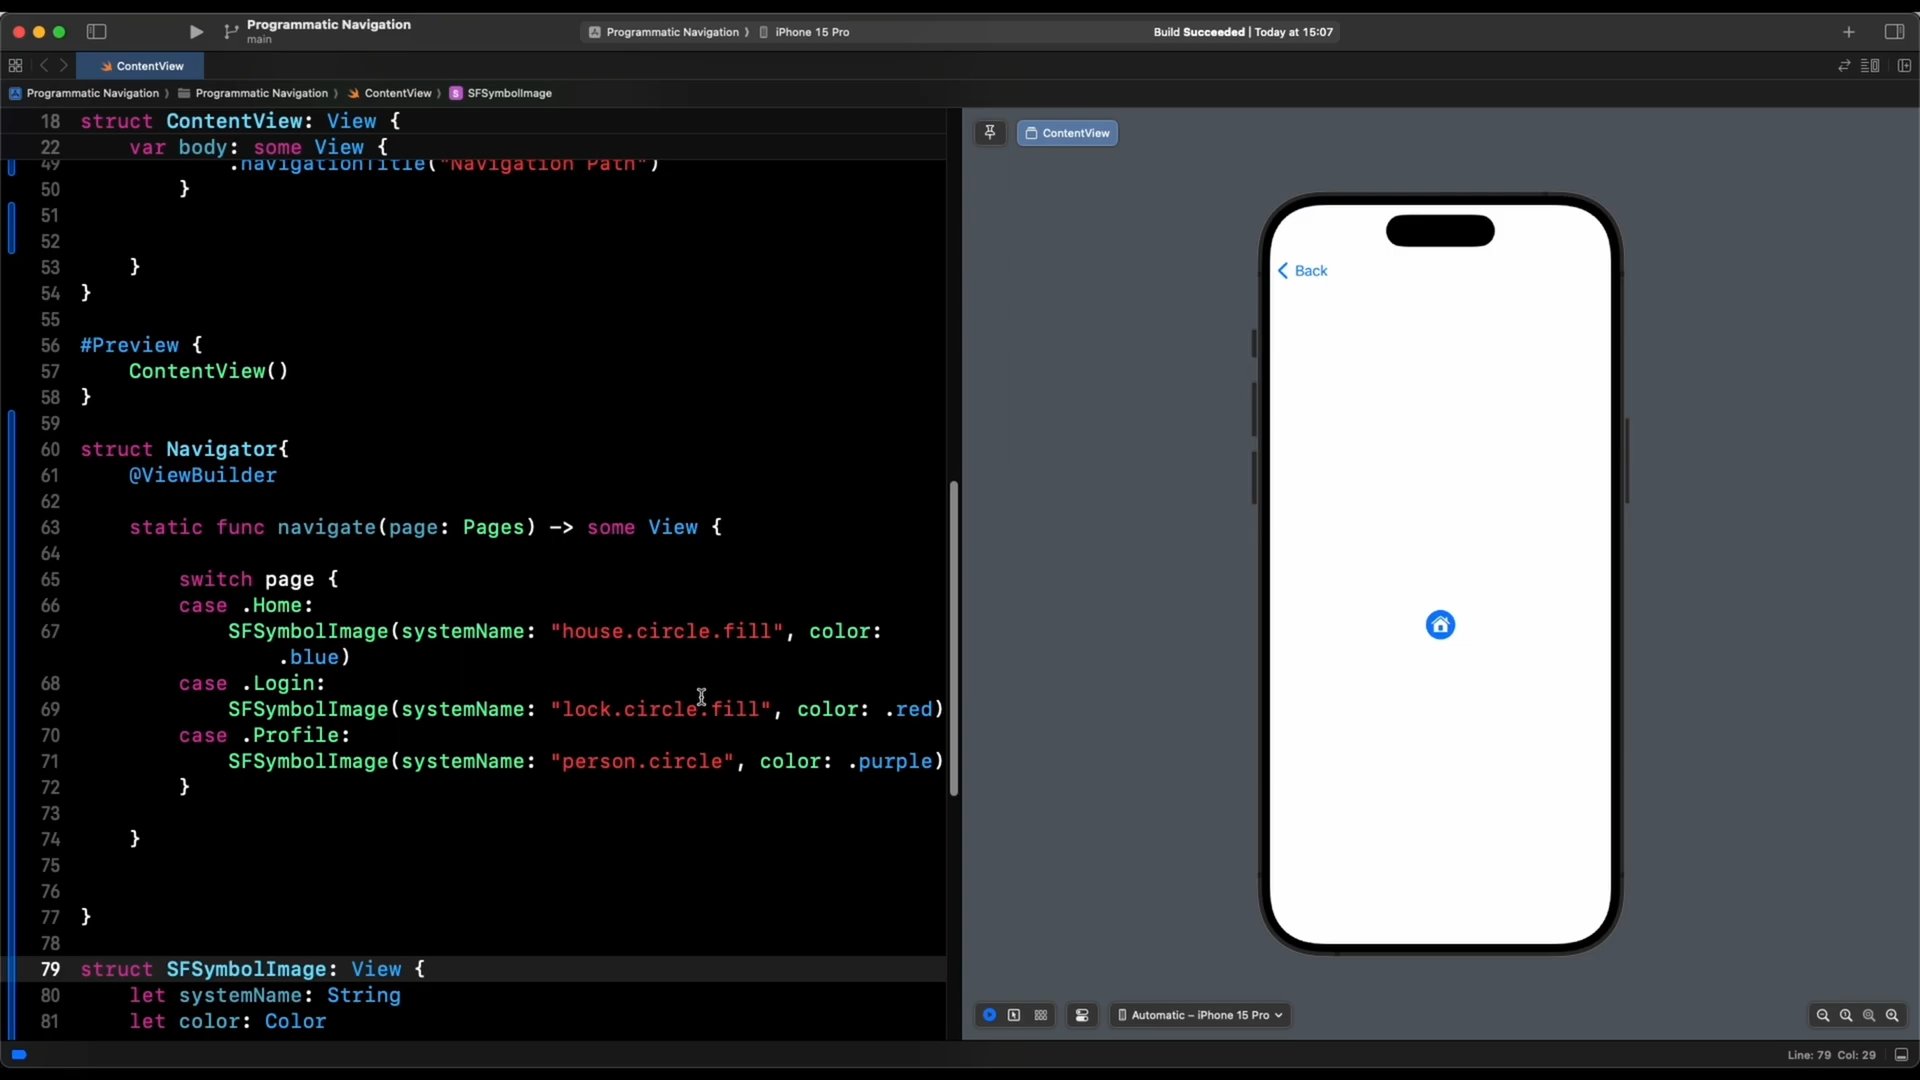 Programmatic Navigation
main
Programmatic Navigation ⟩ iPhone 15 Pro
Build Succeeded | Today at 15:07
ContentView
Programmatic Navigation ⟩ Programmatic Navigation ⟩ ContentView ⟩ S SFSymbolImage
18 struct ContentView: View {
22 var body: some View {
49 .navigationTitle("Navigation Path")
50 }
51
52
53 }
54 }
55
56 #Preview {
57 ContentView()
58 }
59
60 struct Navigator{
61 @ViewBuilder
62
63 static func navigate(page: Pages) -> some View {
64
65 switch page {
66 case .Home:
67 SFSymbolImage(systemName: "house.circle.fill", color:
.blue)
68 case .Login:
69 SFSymbolImage(systemName: "lock.circle.fill", color: .red)
70 case .Profile:
71 SFSymbolImage(systemName: "person.circle", color: .purple)
72 }
73
74 }
75
76
77 }
78
79 struct SFSymbolImage: View {
80 let systemName: String
81 let color: Color
ContentView
Back
Automatic – iPhone 15 Pro
Line: 79 Col: 29